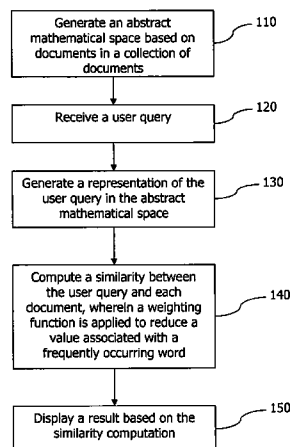 Generate an abstract
mathematical space based on
documents in a collection of
documents
110
Receive a user query
120
Generate a representation of the
user query in the abstract
mathematical space
130
Compute a similarity between
the user query and each
document, wherein a weighting
function is applied to reduce a
value associated with a
frequently occurring word
140
Display a result based on the
similarity computation
150